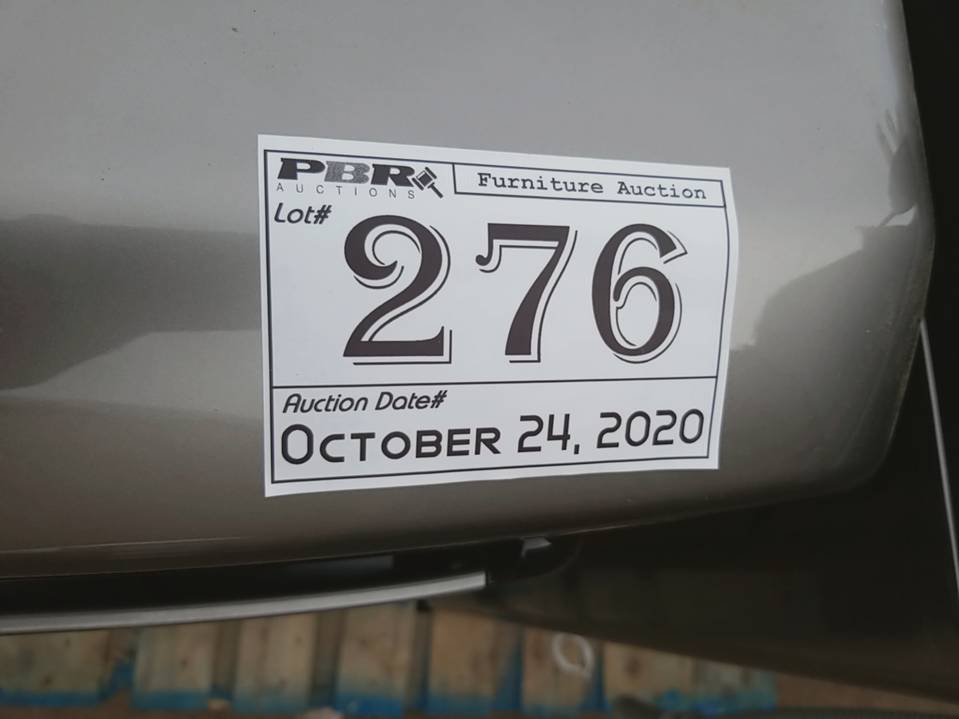 PBR
AUCTIONS
Furniture Auction
Lot#
276
Auction Date#
OCTOBER 24, 2020